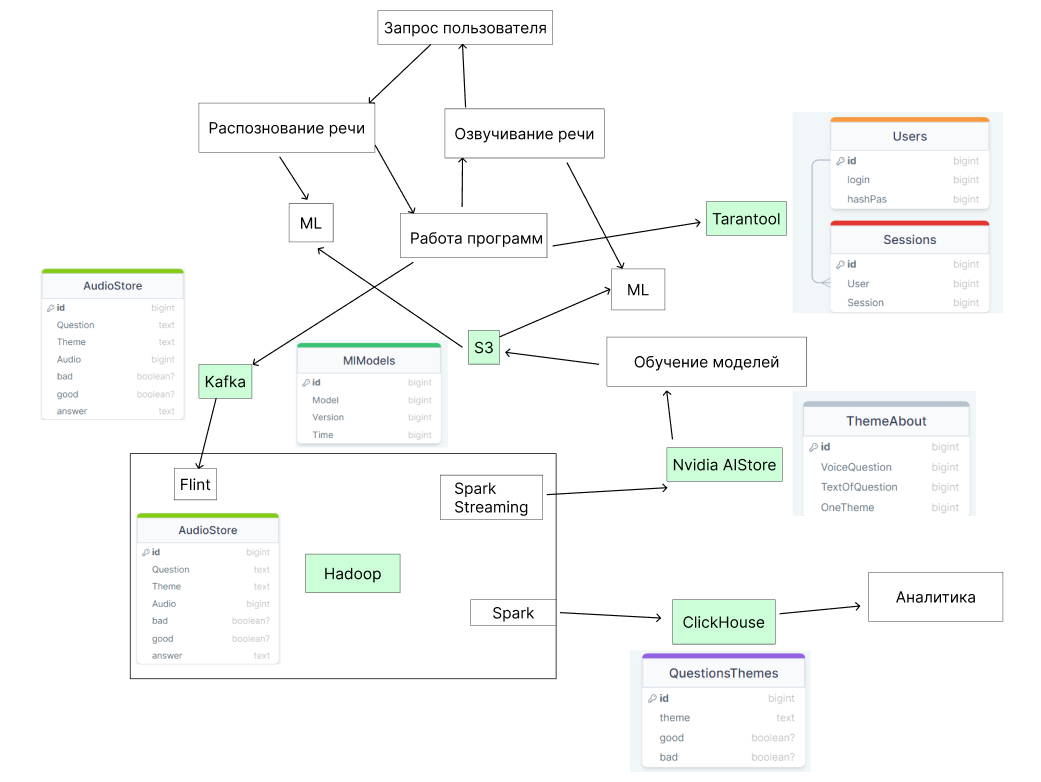 Запрос пользователя
Распознование речи
Озвучивание речи
ML
Работа программ
Tarantool
Users
id bigint
login bigint
hashPas bigint
Sessions
id bigint
User bigint
Session bigint
ML
AudioStore
id bigint
Question text
Theme text
Audio bigint
bad boolean?
good boolean?
answer text
S3
Kafka
MlModels
id bigint
Model bigint
Version bigint
Time bigint
Обучение моделей
ThemeAbout
id bigint
VoiceQuestion bigint
TextOfQuestion bigint
OneTheme bigint
Nvidia AIStore
Flint
Spark
Streaming
AudioStore
id bigint
Question text
Theme text
Audio bigint
bad boolean?
good boolean?
answer text
Hadoop
Spark
ClickHouse
Аналитика
QuestionsThemes
id bigint
theme text
good boolean?
bad boolean?